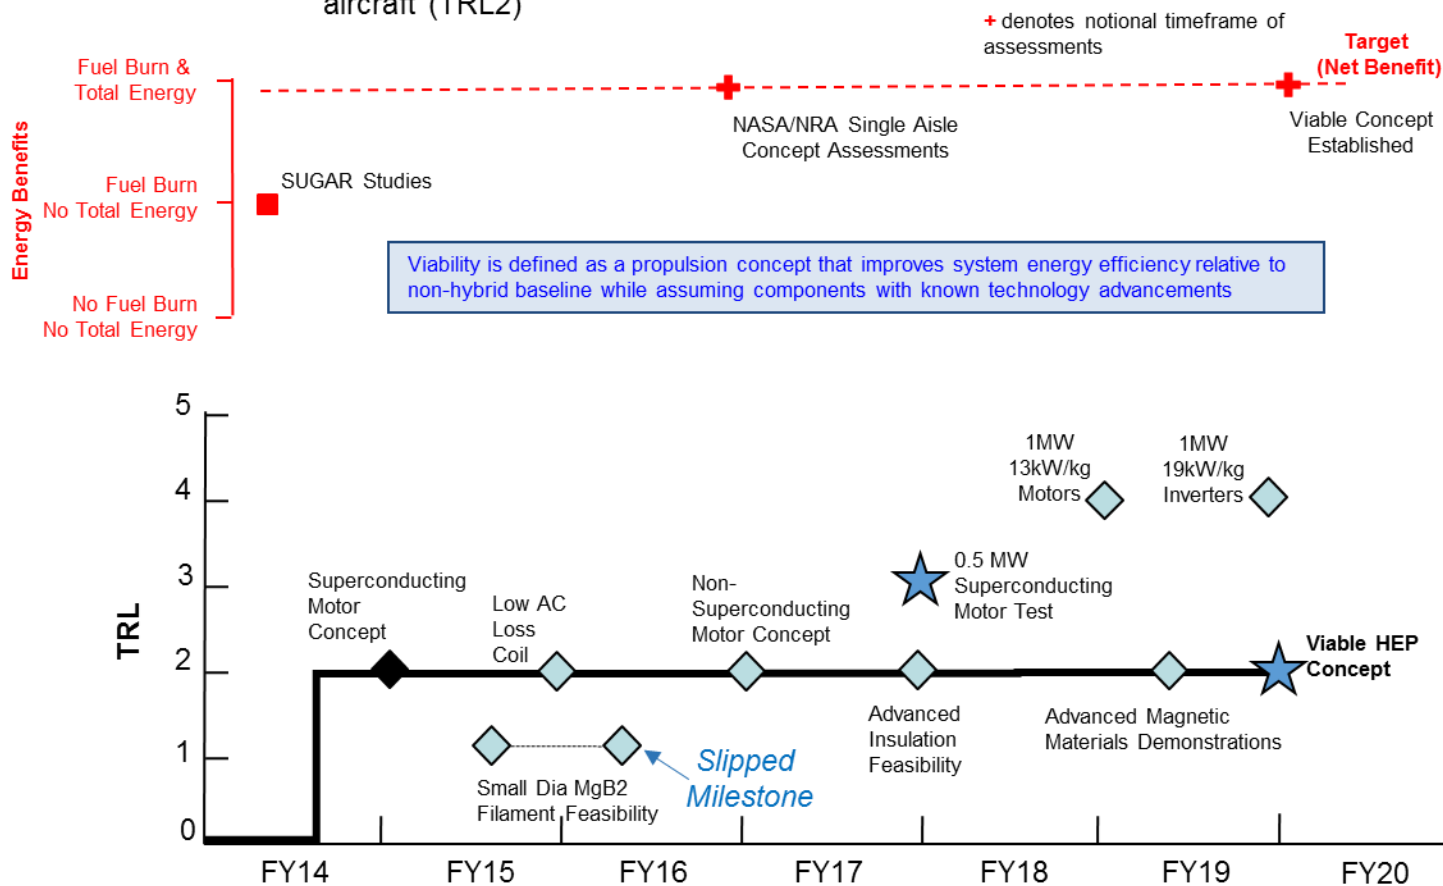 aircraft (TRL2)
+ denotes notional timeframe of
assessments
Target
(Net Benefit)
Fuel Burn &
Total Energy
NASA/NRA Single Aisle
Concept Assessments
Viable Concept
Established
Energy Benefits
SUGAR Studies
Fuel Burn
No Total Energy
Viability is defined as a propulsion concept that improves system energy efficiency relative to
non-hybrid baseline while assuming components with known technology advancements
No Fuel Burn
No Total Energy
5
4
3
2
1
0
TRL
1MW
13kW/kg
Motors
1MW
19kW/kg
Inverters
Superconducting
Motor
Concept
Low AC
Loss
Coil
Non-
Superconducting
Motor Concept
0.5 MW
Superconducting
Motor Test
Viable HEP
Concept
Small Dia MgB2
Filament Feasibility
Slipped
Milestone
Advanced
Insulation
Feasibility
Advanced Magnetic
Materials Demonstrations
FY14
FY15
FY16
FY17
FY18
FY19
FY20